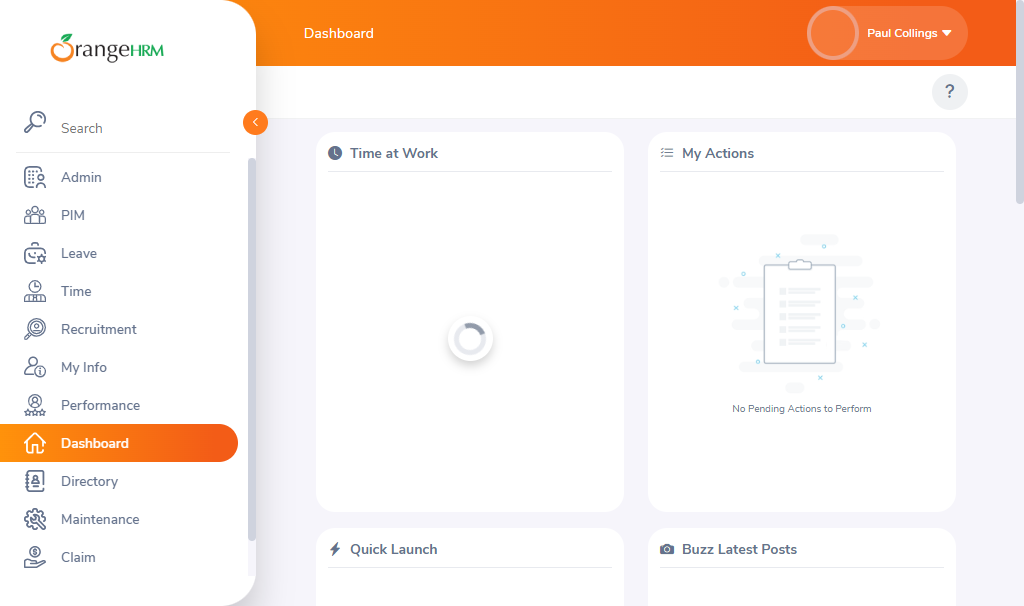 OrangeHRM
Dashboard
Paul Collings
?
Search
Admin
PIM
Leave
Time
Recruitment
My Info
Performance
Dashboard
Directory
Maintenance
Claim
Time at Work
My Actions
No Pending Actions to Perform
Quick Launch
Buzz Latest Posts